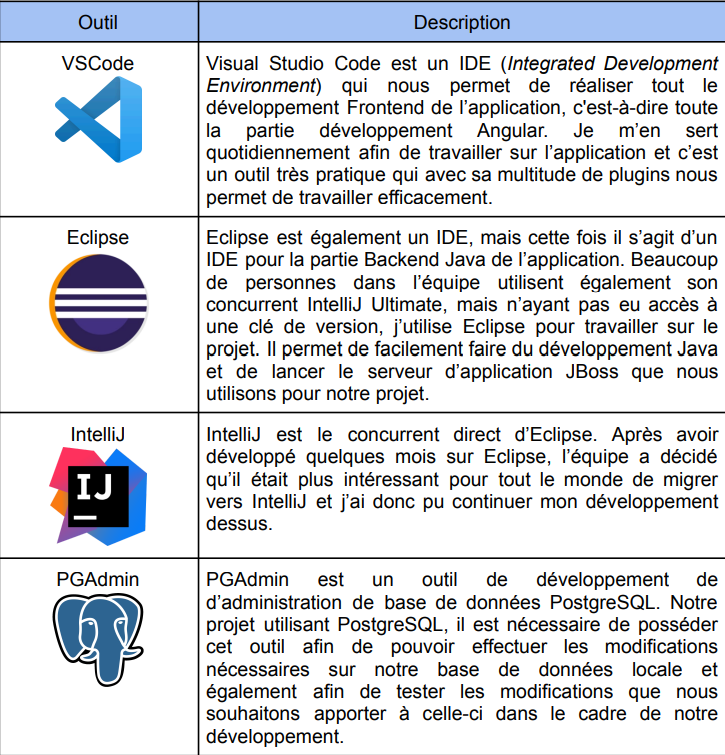 Outil Description
VSCode
Visual Studio Code est un IDE (Integrated Development
Environment) qui nous permet de réaliser tout le
développement Frontend de l’application, c'est-à-dire toute
la partie développement Angular. Je m’en sert
quotidiennement afin de travailler sur l’application et c’est
un outil très pratique qui avec sa multitude de plugins nous
permet de travailler efficacement.
Eclipse
Eclipse est également un IDE, mais cette fois il s’agit d’un
IDE pour la partie Backend Java de l’application. Beaucoup
de personnes dans l’équipe utilisent également son
concurrent IntelliJ Ultimate, mais n’ayant pas eu accès à
une clé de version, j’utilise Eclipse pour travailler sur le
projet. Il permet de facilement faire du développement Java
et de lancer le serveur d’application JBoss que nous
utilisons pour notre projet.
IntelliJ
IJ
IntelliJ est le concurrent direct d’Eclipse. Après avoir
développé quelques mois sur Eclipse, l’équipe a décidé
qu’il était plus intéressant pour tout le monde de migrer
vers IntelliJ et j’ai donc pu continuer mon développement
dessus.
PGAdmin
PGAdmin est un outil de développement de
d’administration de base de données PostgreSQL. Notre
projet utilisant PostgreSQL, il est nécessaire de posséder
cet outil afin de pouvoir effectuer les modifications
nécessaires sur notre base de données locale et
également afin de tester les modifications que nous
souhaitons apporter à celle-ci dans le cadre de notre
développement.